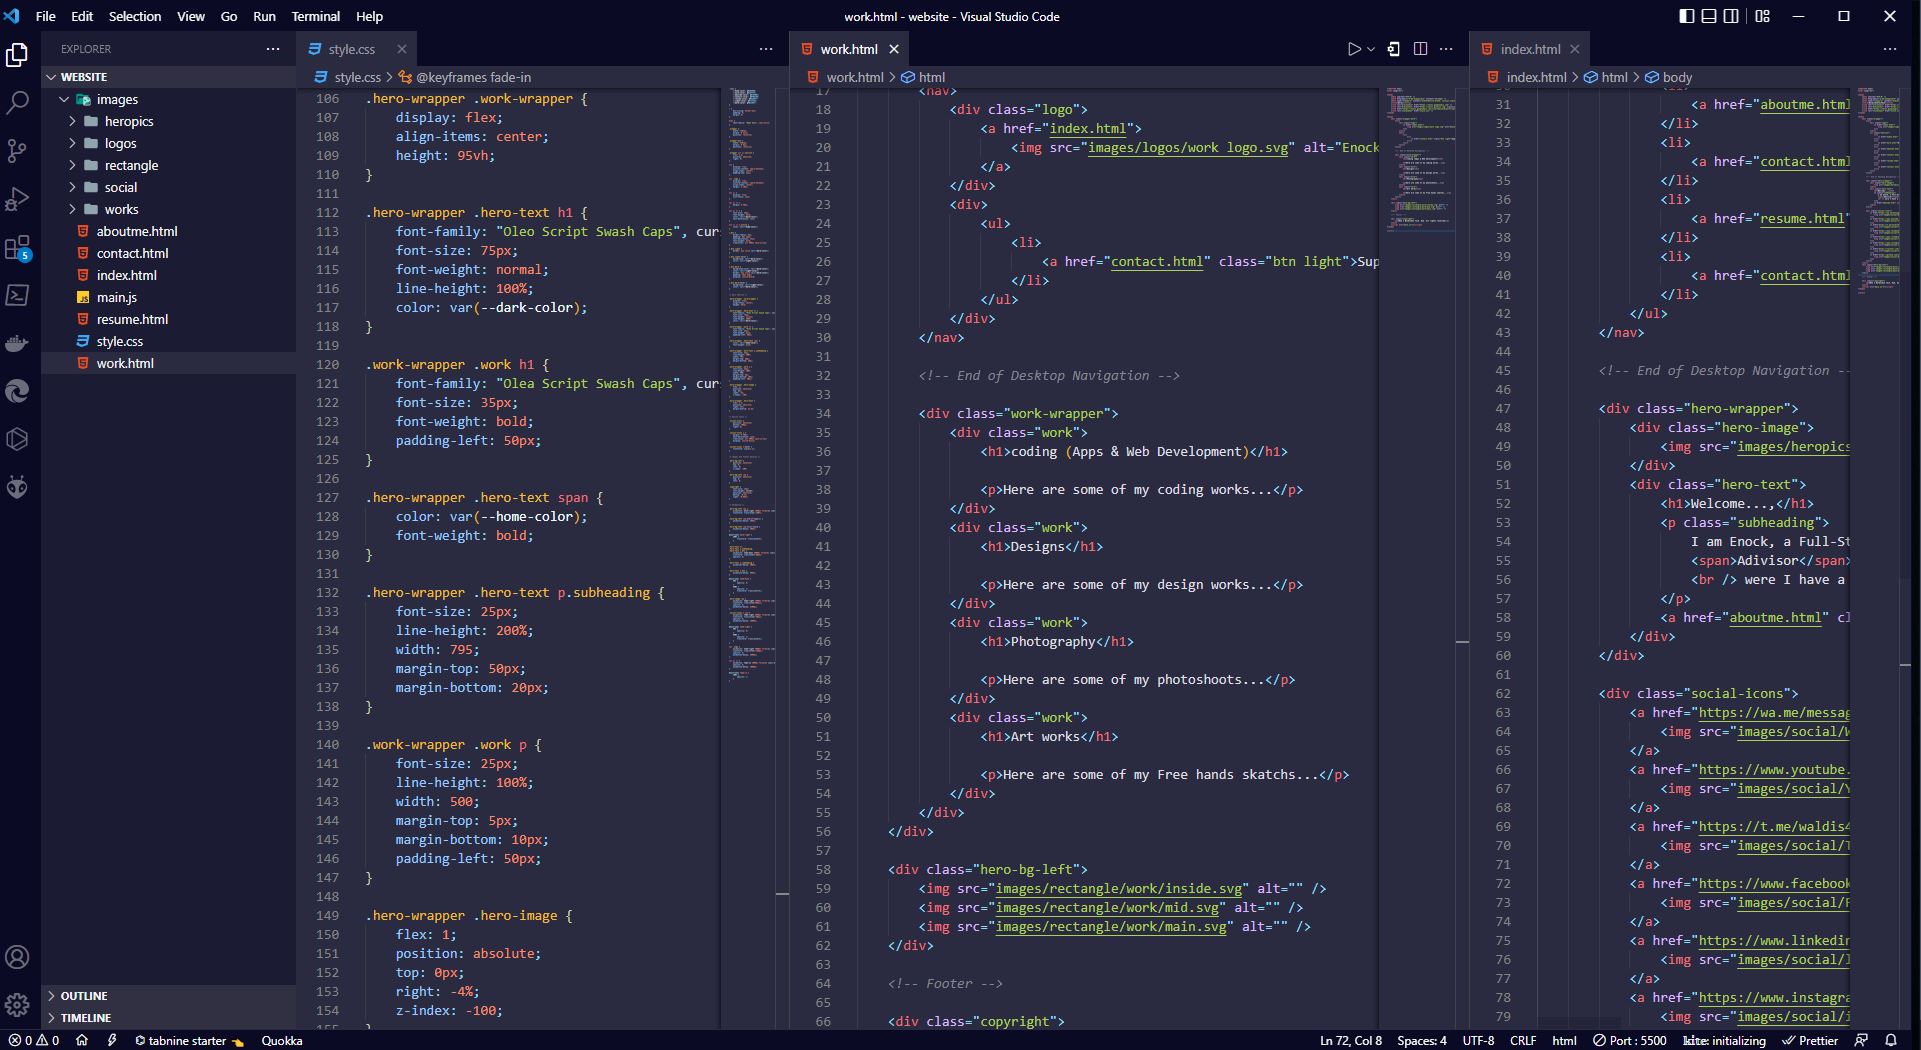 File Edit Selection View Go Run Terminal Help
work.html - website - Visual Studio Code
EXPLORER
WEBSITE
images
heropics
logos
rectangle
social
works
aboutme.html
contact.html
index.html
JS main.js
resume.html
style.css
work.html
OUTLINE
TIMELINE
5
style.css
style.css > @keyframes fade-in
106 .hero-wrapper .work-wrapper {
107 display: flex;
108 align-items: center;
109 height: 95vh;
110 }
111
112 .hero-wrapper .hero-text h1 {
113 font-family: "Oleo Script Swash Caps", cur
114 font-size: 75px;
115 font-weight: normal;
116 line-height: 100%;
117 color: var(--dark-color);
118 }
119
120 .work-wrapper .work h1 {
121 font-family: "Olea Script Swash Caps", cur
122 font-size: 35px;
123 font-weight: bold;
124 padding-left: 50px;
125 }
126
127 .hero-wrapper .hero-text span {
128 color: var(--home-color);
129 font-weight: bold;
130 }
131
132 .hero-wrapper .hero-text p.subheading {
133 font-size: 25px;
134 line-height: 200%;
135 width: 795;
136 margin-top: 50px;
137 margin-bottom: 20px;
138 }
139
140 .work-wrapper .work p {
141 font-size: 25px;
142 line-height: 100%;
143 width: 500;
144 margin-top: 5px;
145 margin-bottom: 10px;
146 padding-left: 50px;
147 }
148
149 .hero-wrapper .hero-image {
150 flex: 1;
151 position: absolute;
152 top: 0px;
153 right: -4%;
154 z-index: -100;
155 }
work.html
work.html > html
17 <nav>
18 <div class="logo">
19 <a href="index.html">
20 <img src="images/logos/work logo.svg" alt="Enock
21 </a>
22 </div>
23 <div>
24 <ul>
25 <li>
26 <a href="contact.html" class="btn light">Sup
27 </li>
28 </ul>
29 </div>
30 </nav>
31
32 <!-- End of Desktop Navigation -->
33
34 <div class="work-wrapper">
35 <div class="work">
36 <h1>coding (Apps & Web Development)</h1>
37
38 <p>Here are some of my coding works...</p>
39 </div>
40 <div class="work">
41 <h1>Designs</h1>
42
43 <p>Here are some of my design works...</p>
44 </div>
45 <div class="work">
46 <h1>Photography</h1>
47
48 <p>Here are some of my photoshoots...</p>
49 </div>
50 <div class="work">
51 <h1>Art works</h1>
52
53 <p>Here are some of my Free hands skatchs...</p>
54 </div>
55 </div>
56 </div>
57
58 <div class="hero-bg-left">
59 <img src="images/rectangle/work/inside.svg" alt="" />
60 <img src="images/rectangle/work/mid.svg" alt="" />
61 <img src="images/rectangle/work/main.svg" alt="" />
62 </div>
63
64 <!-- Footer -->
65
66 <div class="copyright">
index.html
index.html > html > body
31 <a href="aboutme.html
32 </li>
33 <li>
34 <a href="contact.html
35 </li>
36 <li>
37 <a href="resume.html"
38 </li>
39 <li>
40 <a href="contact.html
41 </li>
42 </ul>
43 </nav>
44
45 <!-- End of Desktop Navigation --
46
47 <div class="hero-wrapper">
48 <div class="hero-image">
49 <img src="images/heropics
50 </div>
51 <div class="hero-text">
52 <h1>Welcome...,</h1>
53 <p class="subheading">
54 I am Enock, a Full-St
55 <span>Adivisor</span>
56 <br /> were I have a
57 </p>
58 <a href="aboutme.html" cl
59 </div>
60 </div>
61
62 <div class="social-icons">
63 <a href="https://wa.me/messag
64 <img src="images/social/W
65 </a>
66 <a href="https://www.youtube.
67 <img src="images/social/Y
68 </a>
69 <a href="https://t.me/waldis4
70 <img src="images/social/T
71 </a>
72 <a href="https://www.facebook
73 <img src="images/social/F
74 </a>
75 <a href="https://www.linkedin
76 <img src="images/social/l
77 </a>
78 <a href="https://www.instagra
79 <img src="images/social/i
0 0 tabnine starter Quokka
Ln 72, Col 8 Spaces: 4 UTF-8 CRLF html Port : 5500 kite: initializing Prettier